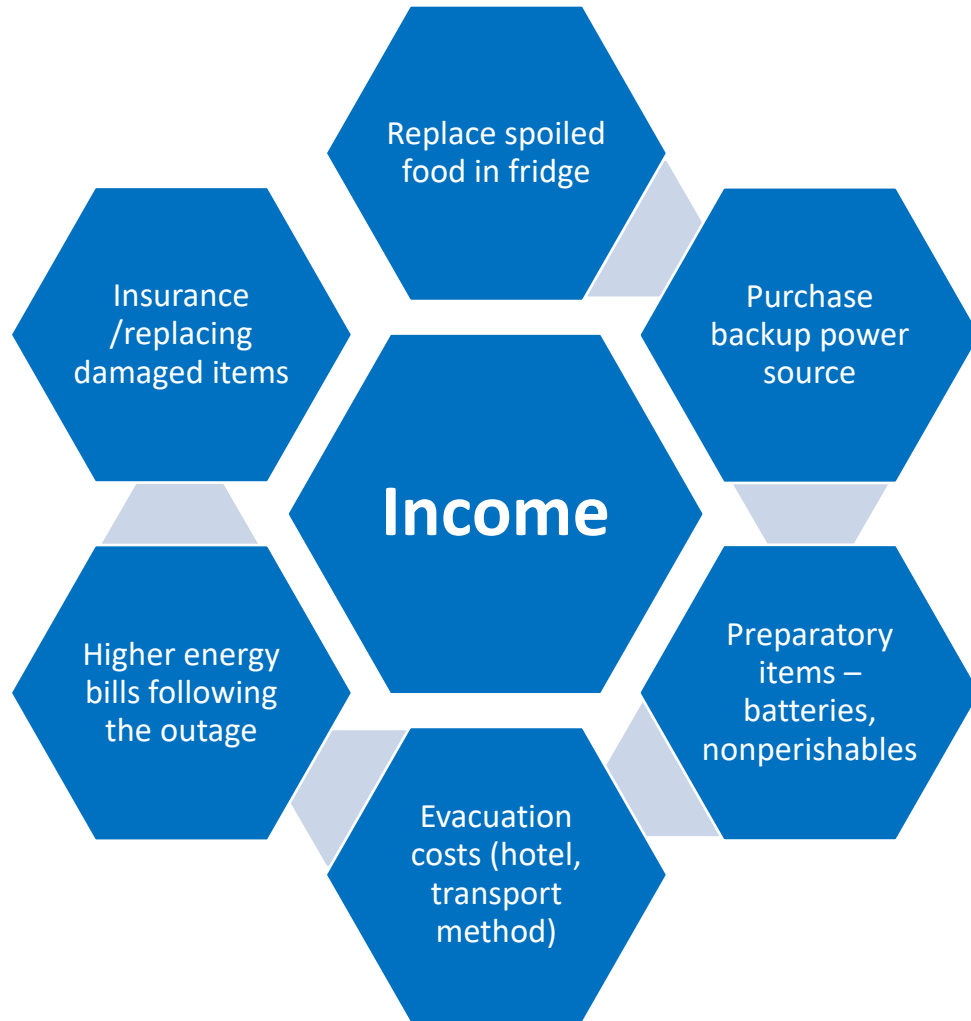 Replace spoiled
food in fridge
Purchase
backup power
source
Preparatory
items –
batteries,
nonperishables
Evacuation
costs (hotel,
transport
method)
Higher energy
bills following
the outage
Insurance
/replacing
damaged items
Income